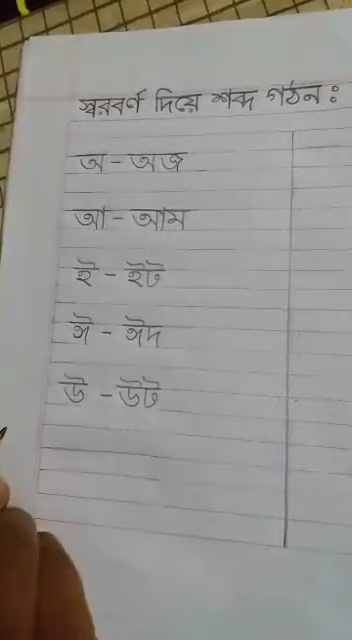 স্বরবর্ণ দিয়ে শব্দ গঠন :
অ - অজ
আ - আম
ই - ইট
ঈ - ঈদ
উ - উট